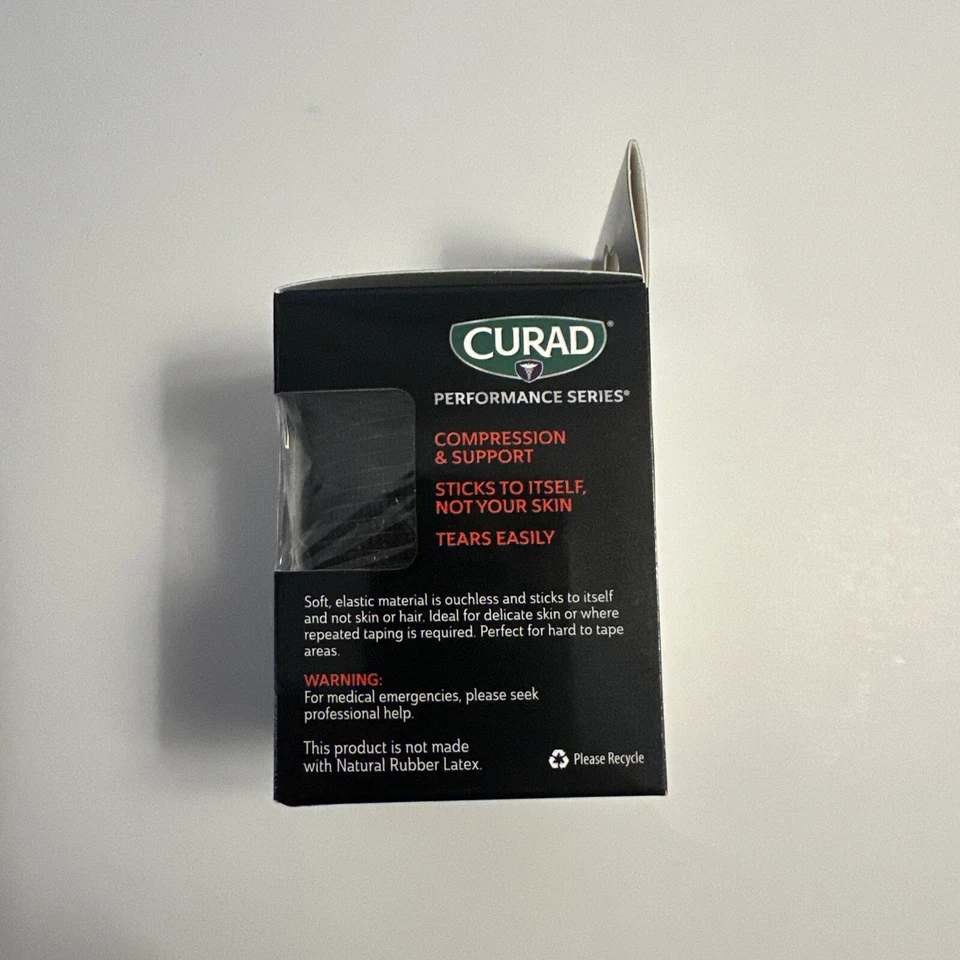 CURAD®
PERFORMANCE SERIES®
COMPRESSION
& SUPPORT
STICKS TO ITSELF,
NOT YOUR SKIN
TEARS EASILY
Soft, elastic material is ouchless and sticks to itself
and not skin or hair. Ideal for delicate skin or where
repeated taping is required. Perfect for hard to tape
areas.
WARNING:
For medical emergencies, please seek
professional help.
This product is not made
with Natural Rubber Latex.
Please Recycle